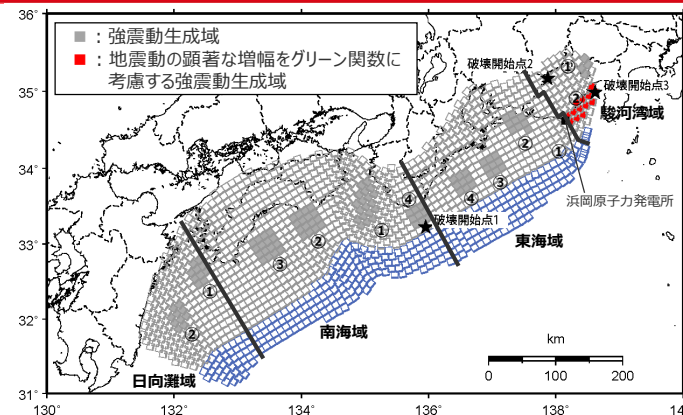 36°
35°
34°
33°
32°
31°
130°
132°
134°
136°
138°
14
■：強震動生成域
■：地震動の顕著な増幅をグリーン関数に
考慮する強震動生成域
破壊開始点2
①
破壊開始点3
②
駿河湾域
②
①
浜岡原子力発電所
③
④
④
破壊開始点1
①
東海域
②
③
①
②
南海域
日向灘域
km
0 100 200